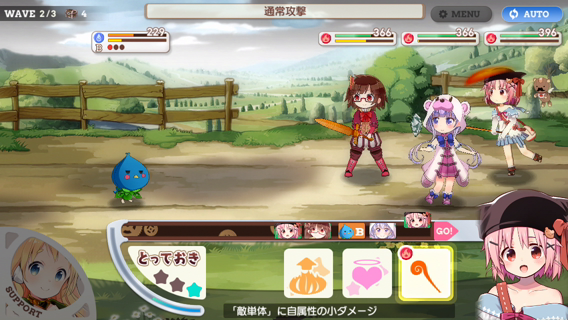 WAVE 2/3 4
通常攻撃
MENU
AUTO
229
B
366
366
396
B
GO!
とっておき
SUPPORT
「敵単体」に自属性の小ダメージ